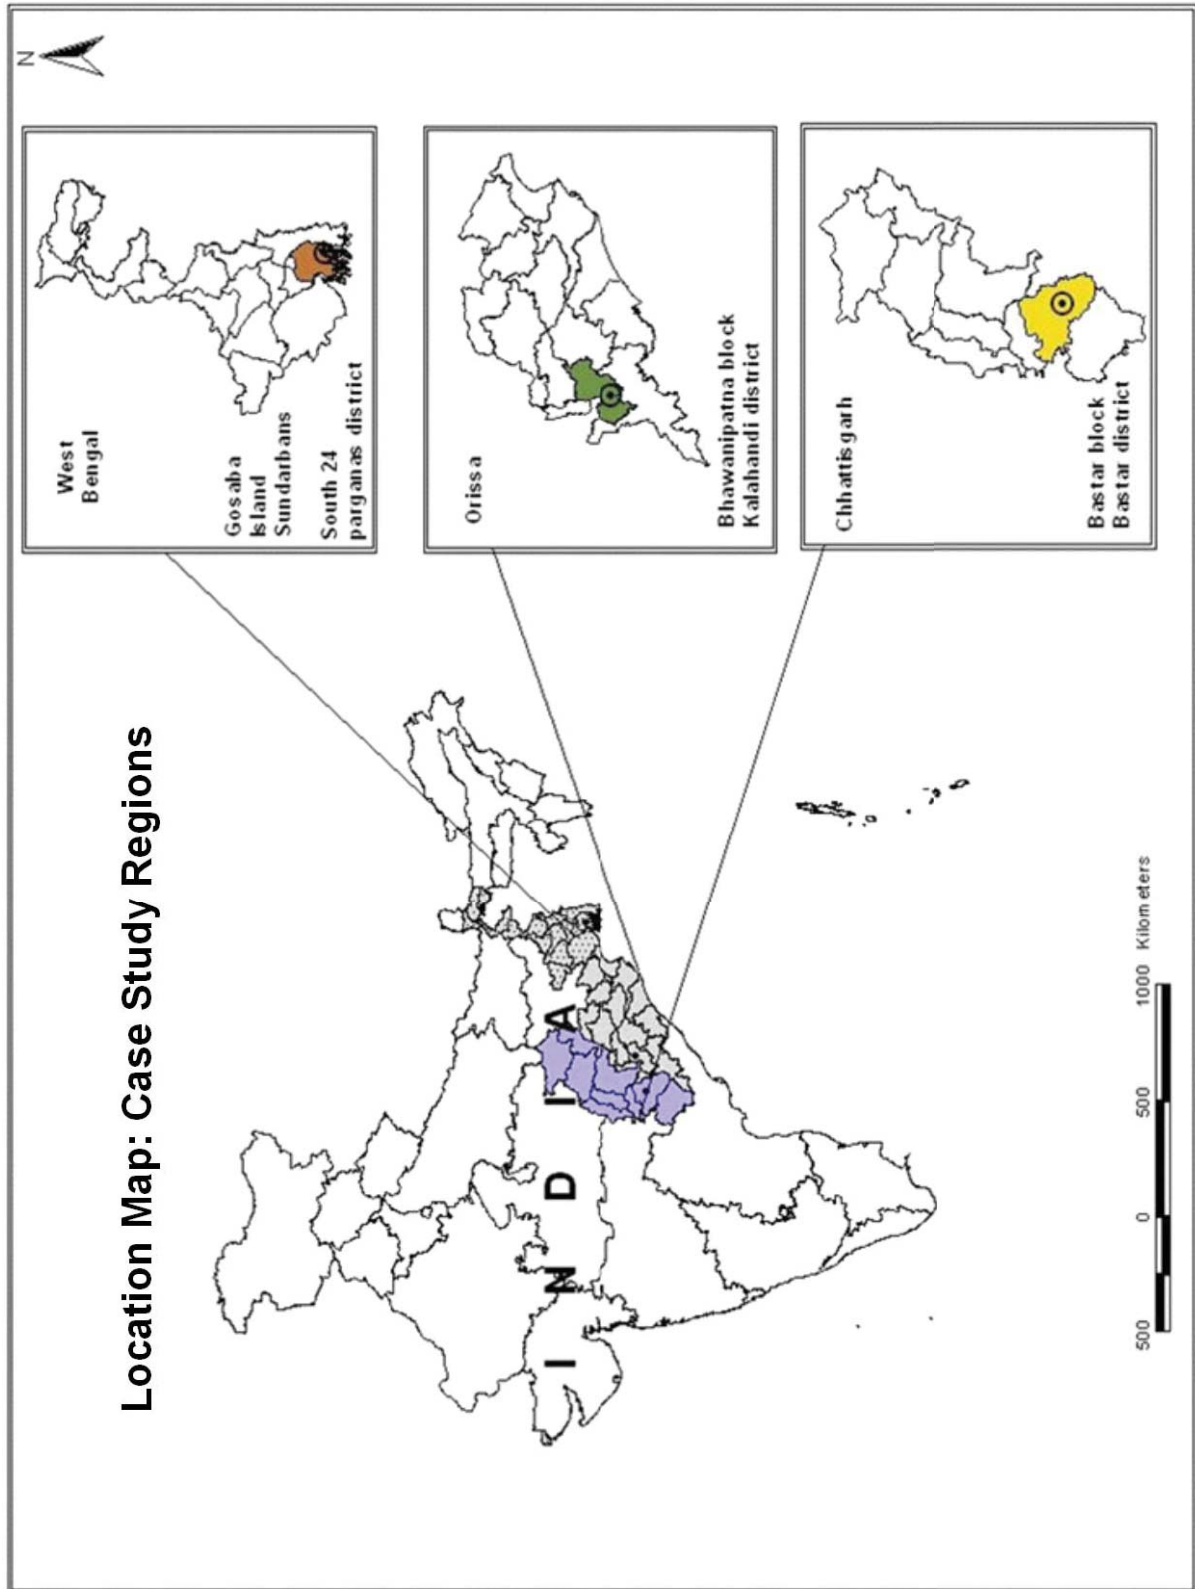 Location Map: Case Study Regions
N
West
Bengal
Gosaba
Island
Sundarbans
South 24
parganas district
Orissa
Bhawanipatna block
Kalahandi district
Chhattisgarh
Bastar block
Bastar district
I N D I A
500 0 500 1000 Kilometers